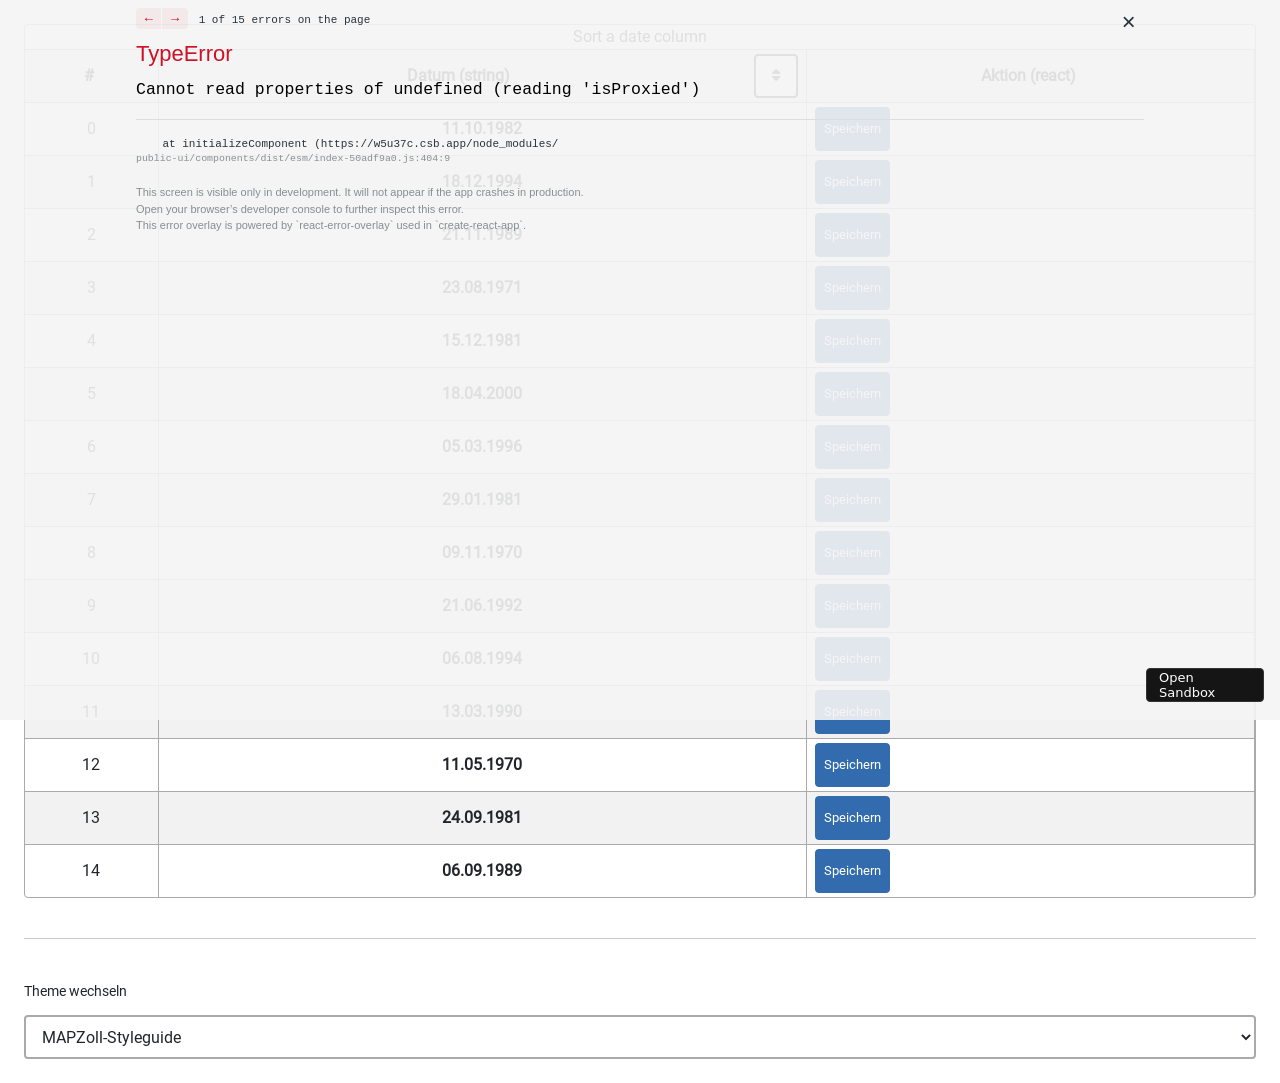 ← → 1 of 15 errors on the page ×
TypeError
Cannot read properties of undefined (reading 'isProxied')
at initializeComponent (https://w5u37c.csb.app/node_modules/
public-ui/components/dist/esm/index-50adf9a0.js:404:9
This screen is visible only in development. It will not appear if the app crashes in production.
Open your browser's developer console to further inspect this error.
This error overlay is powered by `react-error-overlay` used in `create-react-app`.
Sort a date column
# Datum (string) Aktion (react)
0 11.10.1982 Speichern
1 18.12.1994 Speichern
2 21.11.1989 Speichern
3 23.08.1971 Speichern
4 15.12.1981 Speichern
5 18.04.2000 Speichern
6 05.03.1996 Speichern
7 29.01.1981 Speichern
8 09.11.1970 Speichern
9 21.06.1992 Speichern
10 06.08.1994 Speichern
11 13.03.1990 Speichern
12 11.05.1970 Speichern
13 24.09.1981 Speichern
14 06.09.1989 Speichern
Open
Sandbox
Theme wechseln
MAPZoll-Styleguide